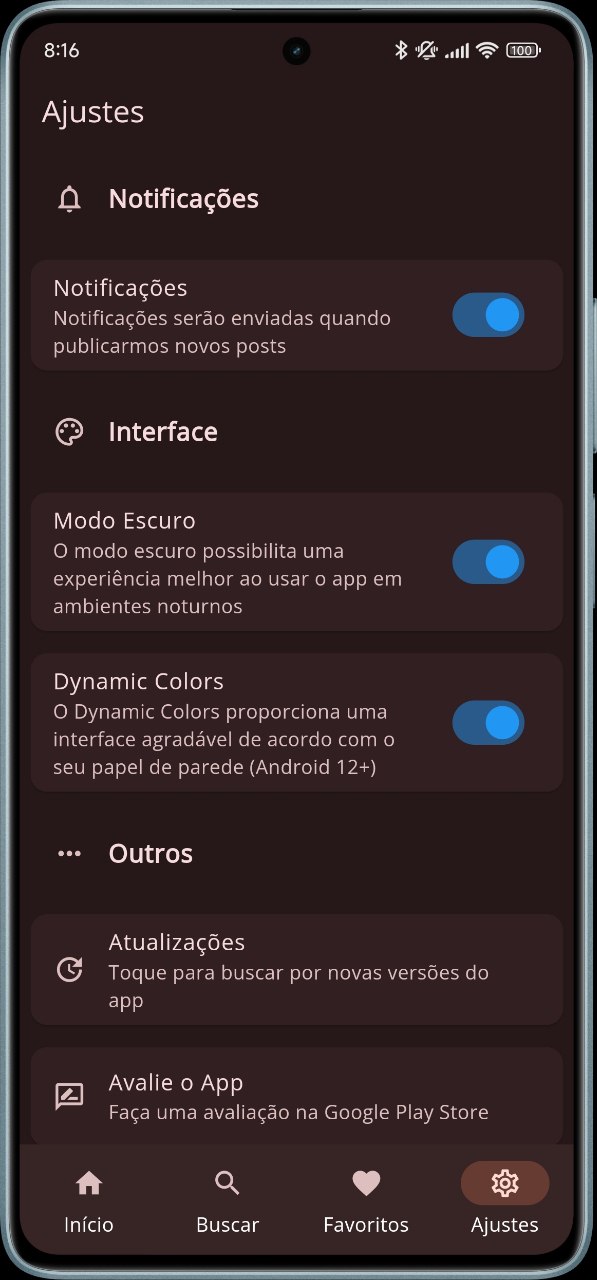 8:16
100
Ajustes
Notificações
Notificações
Notificações serão enviadas quando
publicarmos novos posts
Interface
Modo Escuro
O modo escuro possibilita uma
experiência melhor ao usar o app em
ambientes noturnos
Dynamic Colors
O Dynamic Colors proporciona uma
interface agradável de acordo com o
seu papel de parede (Android 12+)
Outros
Atualizações
Toque para buscar por novas versões do
app
Avalie o App
Faça uma avaliação na Google Play Store
Início
Buscar
Favoritos
Ajustes